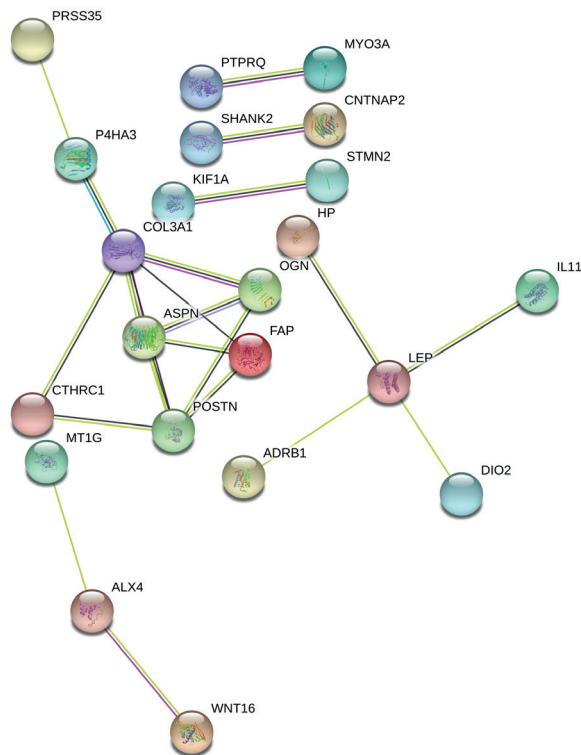 PRSS35
PTPRQ
MYO3A
CNTNAP2
SHANK2
P4HA3
STMN2
KIF1A
HP
COL3A1
OGN
IL11
ASPN
FAP
LEP
CTHRC1
POSTN
MT1G
ADRB1
DIO2
ALX4
WNT16